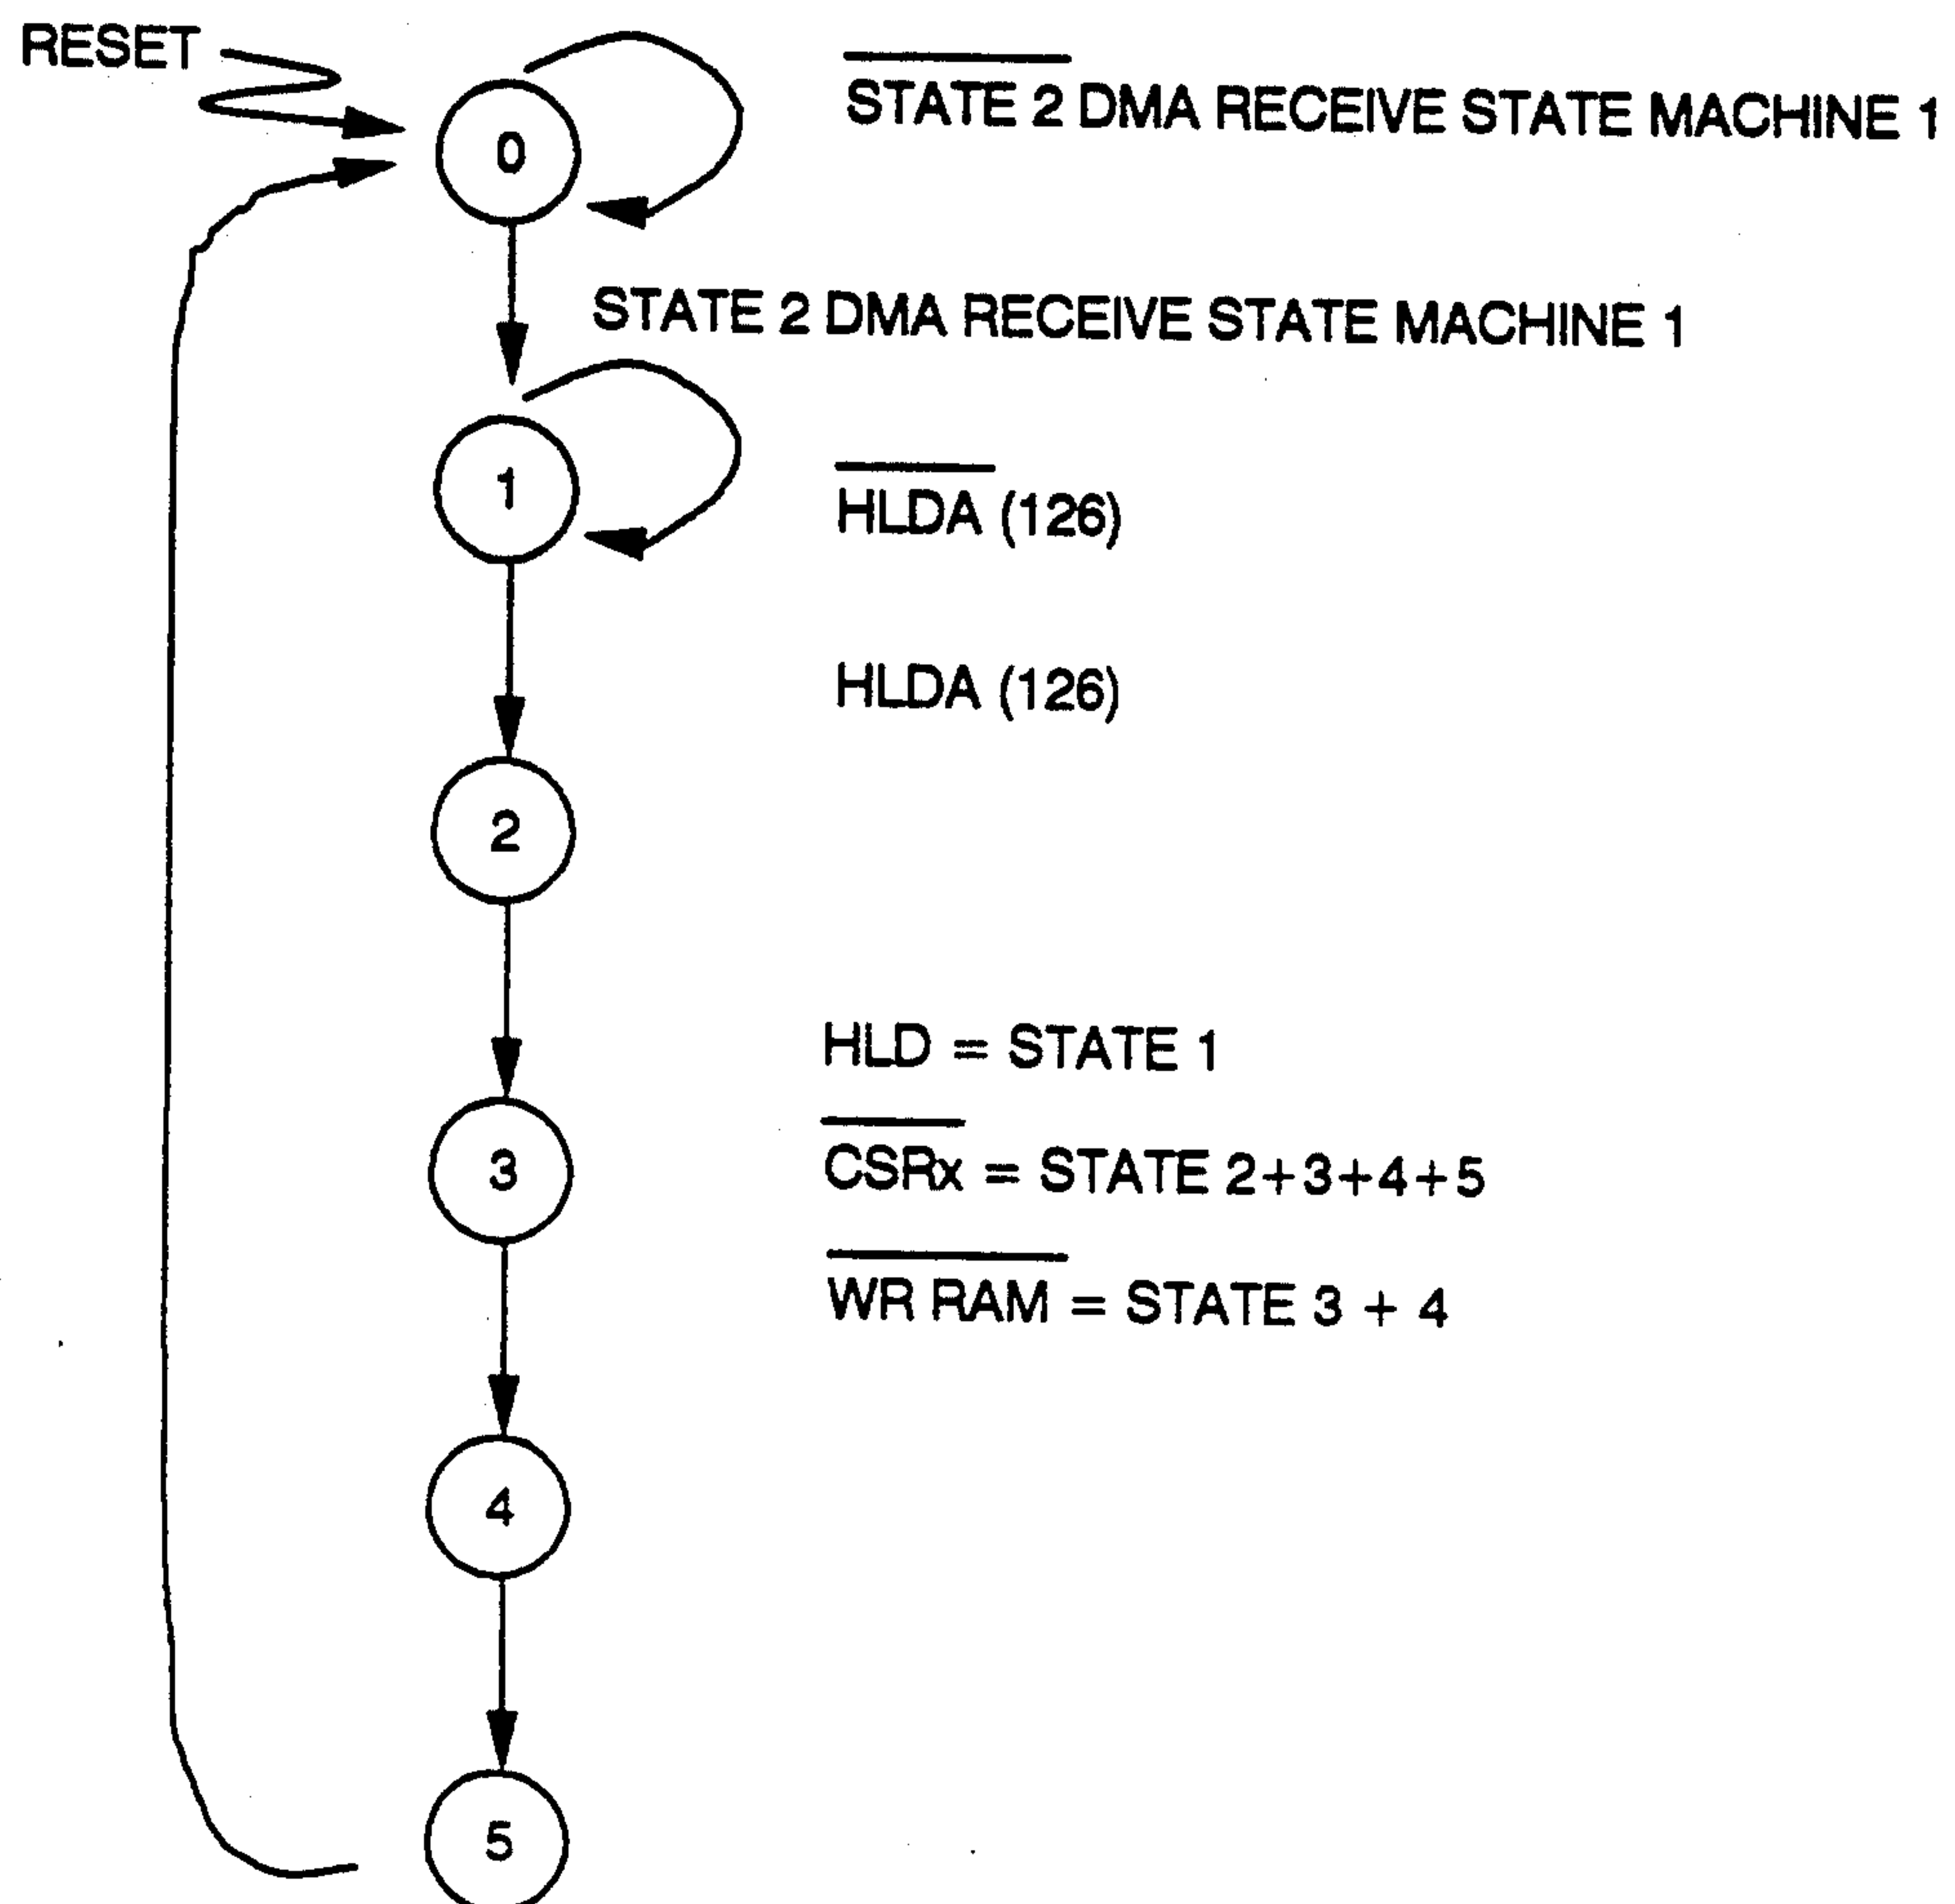 RESET
0
STATE 2 DMA RECEIVE STATE MACHINE 1
STATE 2 DMA RECEIVE STATE MACHINE 1
1
HLDA (126)
HLDA (126)
2
HLD = STATE 1
3
CSRx = STATE 2+3+4+5
WR RAM = STATE 3 + 4
4
5